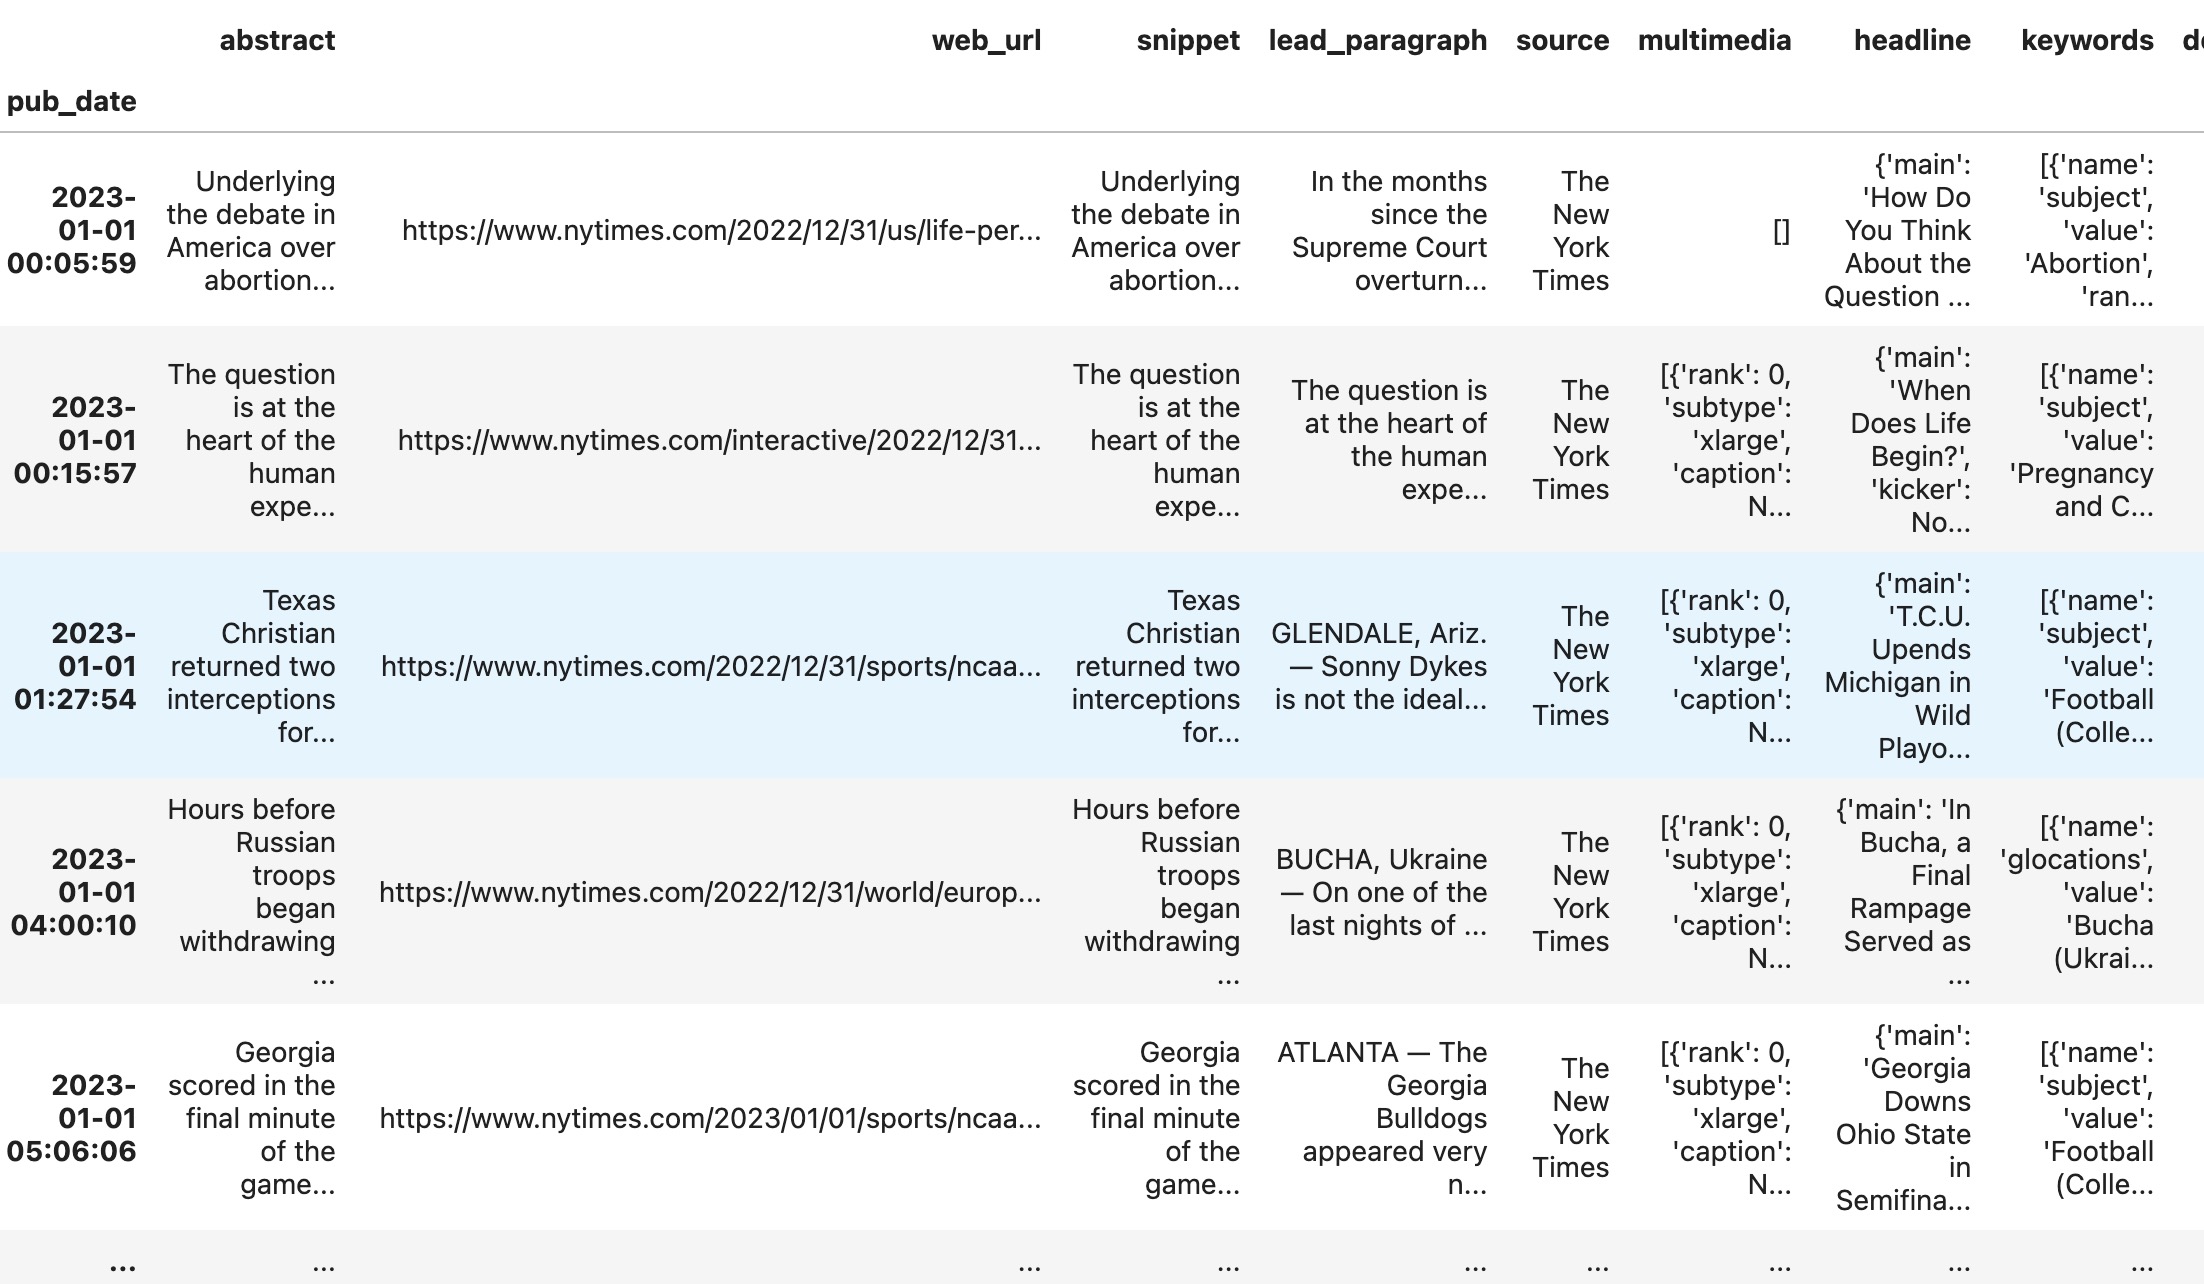 abstract web_url snippet lead_paragraph source multimedia headline keywords
pub_date
2023-
01-01
00:05:59
Underlying
the debate in
America over
abortion...
https://www.nytimes.com/2022/12/31/us/life-per...
Underlying
the debate in
America over
abortion...
In the months
since the
Supreme Court
overturn...
The
New
York
Times
[]
{'main':
'How Do
You Think
About the
Question ...
[{'name':
'subject',
'value':
'Abortion',
'ran...
2023-
01-01
00:15:57
The question
is at the
heart of the
human
expe...
https://www.nytimes.com/interactive/2022/12/31...
The question
is at the
heart of the
human
expe...
The question is
at the heart of
the human
expe...
The
New
York
Times
[{'rank': 0,
'subtype':
'xlarge',
'caption':
N...
{'main':
'When
Does Life
Begin?',
'kicker':
No...
[{'name':
'subject',
'value':
'Pregnancy
and C...
2023-
01-01
01:27:54
Texas
Christian
returned two
interceptions
for...
https://www.nytimes.com/2022/12/31/sports/ncaa...
Texas
Christian
returned two
interceptions
for...
GLENDALE, Ariz.
— Sonny Dykes
is not the ideal...
The
New
York
Times
[{'rank': 0,
'subtype':
'xlarge',
'caption':
N...
{'main':
'T.C.U.
Upends
Michigan in
Wild
Playo...
[{'name':
'subject',
'value':
'Football
(Colle...
2023-
01-01
04:00:10
Hours before
Russian
troops
began
withdrawing
...
https://www.nytimes.com/2022/12/31/world/europ...
Hours before
Russian
troops
began
withdrawing
...
BUCHA, Ukraine
— On one of the
last nights of ...
The
New
York
Times
[{'rank': 0,
'subtype':
'xlarge',
'caption':
N...
{'main': 'In
Bucha, a
Final
Rampage
Served as
...
[{'name':
'glocations',
'value':
'Bucha
(Ukrai...
2023-
01-01
05:06:06
Georgia
scored in the
final minute
of the
game...
https://www.nytimes.com/2023/01/01/sports/ncaa...
Georgia
scored in the
final minute
of the
game...
ATLANTA — The
Georgia
Bulldogs
appeared very
n...
The
New
York
Times
[{'rank': 0,
'subtype':
'xlarge',
'caption':
N...
{'main':
'Georgia
Downs
Ohio State
in
Semifina...
[{'name':
'subject',
'value':
'Football
(Colle...
... ... ... ... ... ... ... ... ...